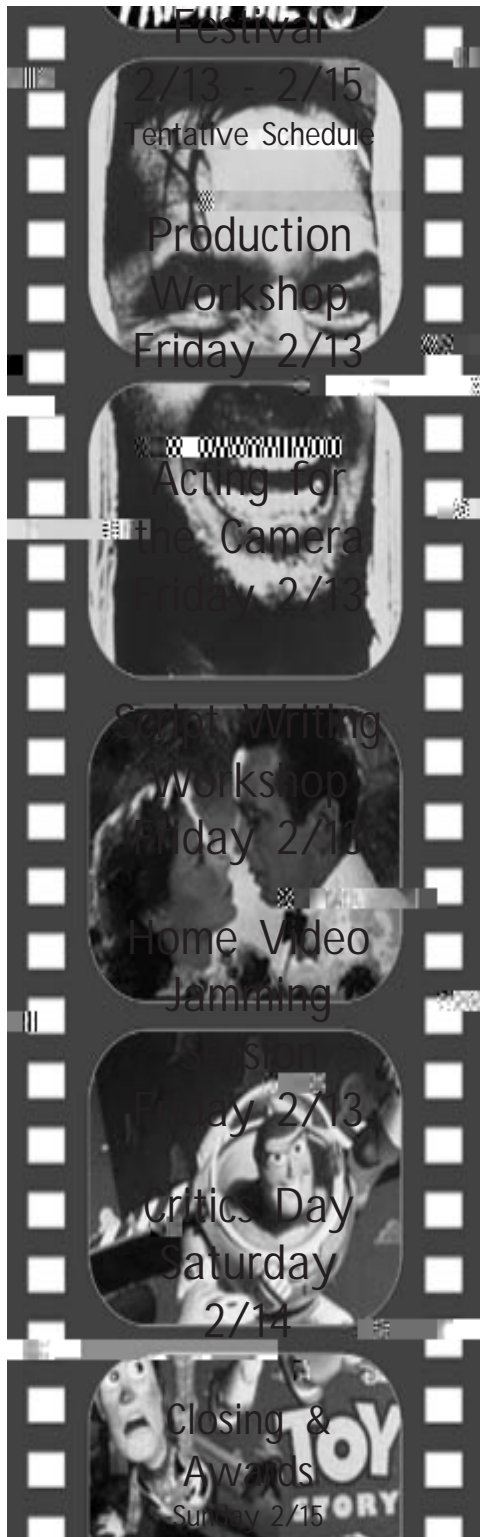 Festival
2/13 - 2/15
Tentative Schedule
Production
Workshop
Friday 2/13
Acting for
the Camera
Friday 2/13
Script Writing
Workshop
Friday 2/13
Home Video
Jamming
Session
Friday 2/13
Critics Day
Saturday
2/14
Closing &
Awards
Sunday 2/15
TOY
TORY